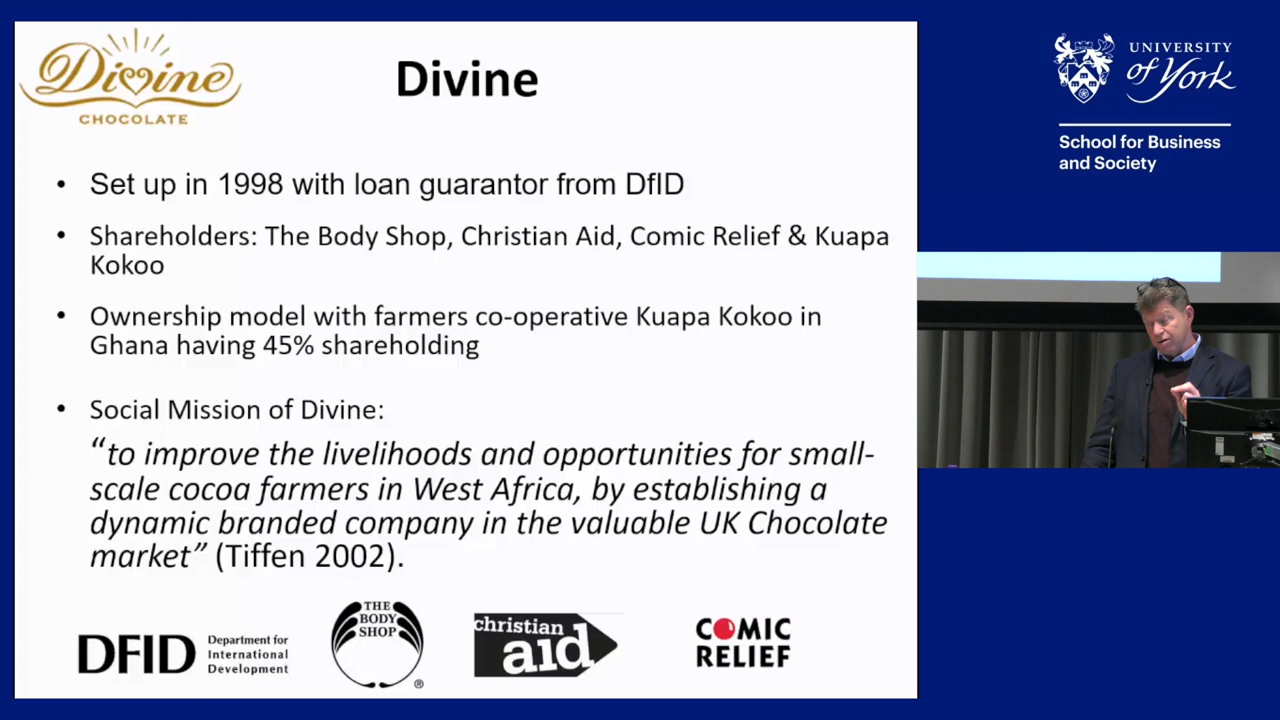 Divine
CHOCOLATE
Divine
• Set up in 1998 with loan guarantor from DfID
• Shareholders: The Body Shop, Christian Aid, Comic Relief & Kuapa
Kokoo
• Ownership model with farmers co-operative Kuapa Kokoo in
Ghana having 45% shareholding
• Social Mission of Divine:
“to improve the livelihoods and opportunities for small-
scale cocoa farmers in West Africa, by establishing a
dynamic branded company in the valuable UK Chocolate
market” (Tiffen 2002).
DFID
Department for
International
Development
THE
BODY
SHOP
®
christian
aid
COMIC
RELIEF
UNIVERSITY
of York
School for Business
and Society